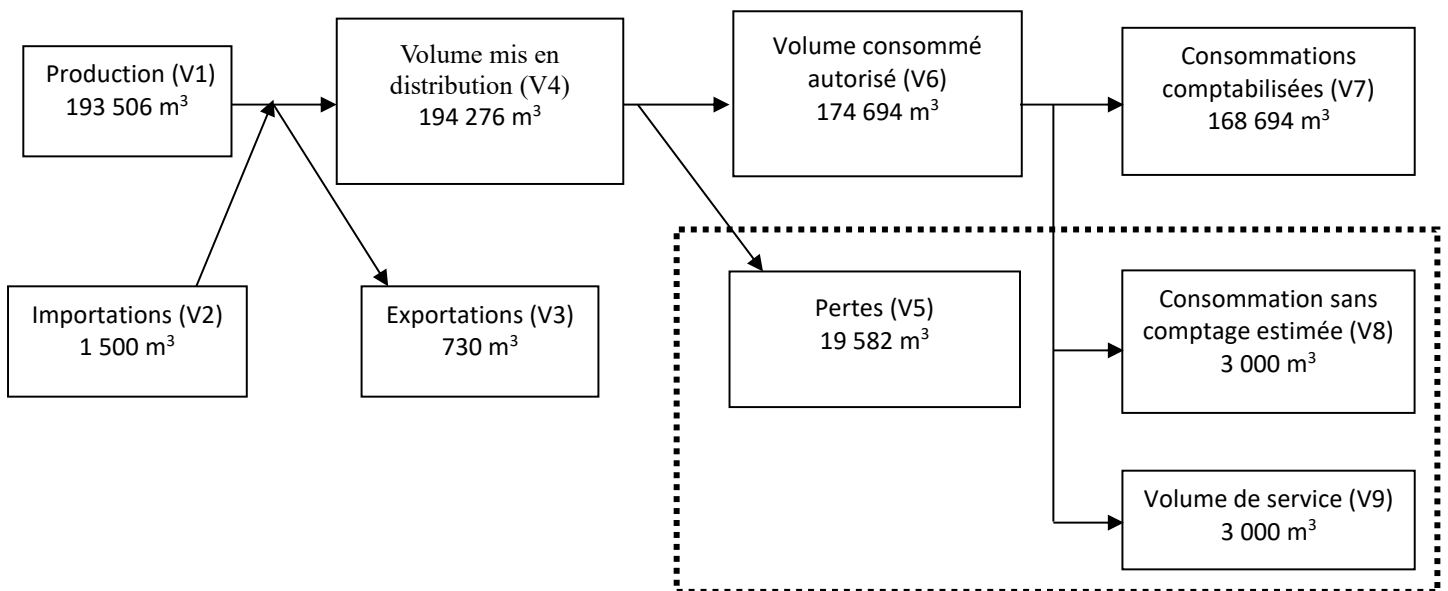 Production (V1)
193 506 m³
Volume mis en
distribution (V4)
194 276 m³
Volume consommé
autorisé (V6)
174 694 m³
Consommations
comptabilisées (V7)
168 694 m³
Importations (V2)
1 500 m³
Exportations (V3)
730 m³
Pertes (V5)
19 582 m³
Consommation sans
comptage estimée (V8)
3 000 m³
Volume de service (V9)
3 000 m³